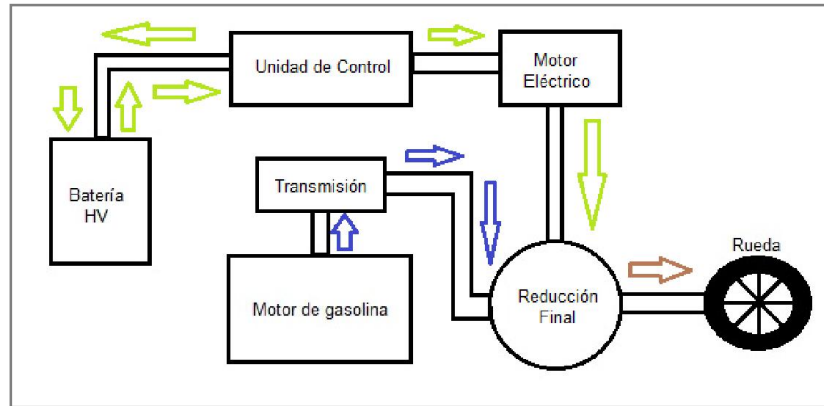 Unidad de Control
Motor
Eléctrico
Batería
HV
Transmisión
Motor de gasolina
Reducción
Final
Rueda